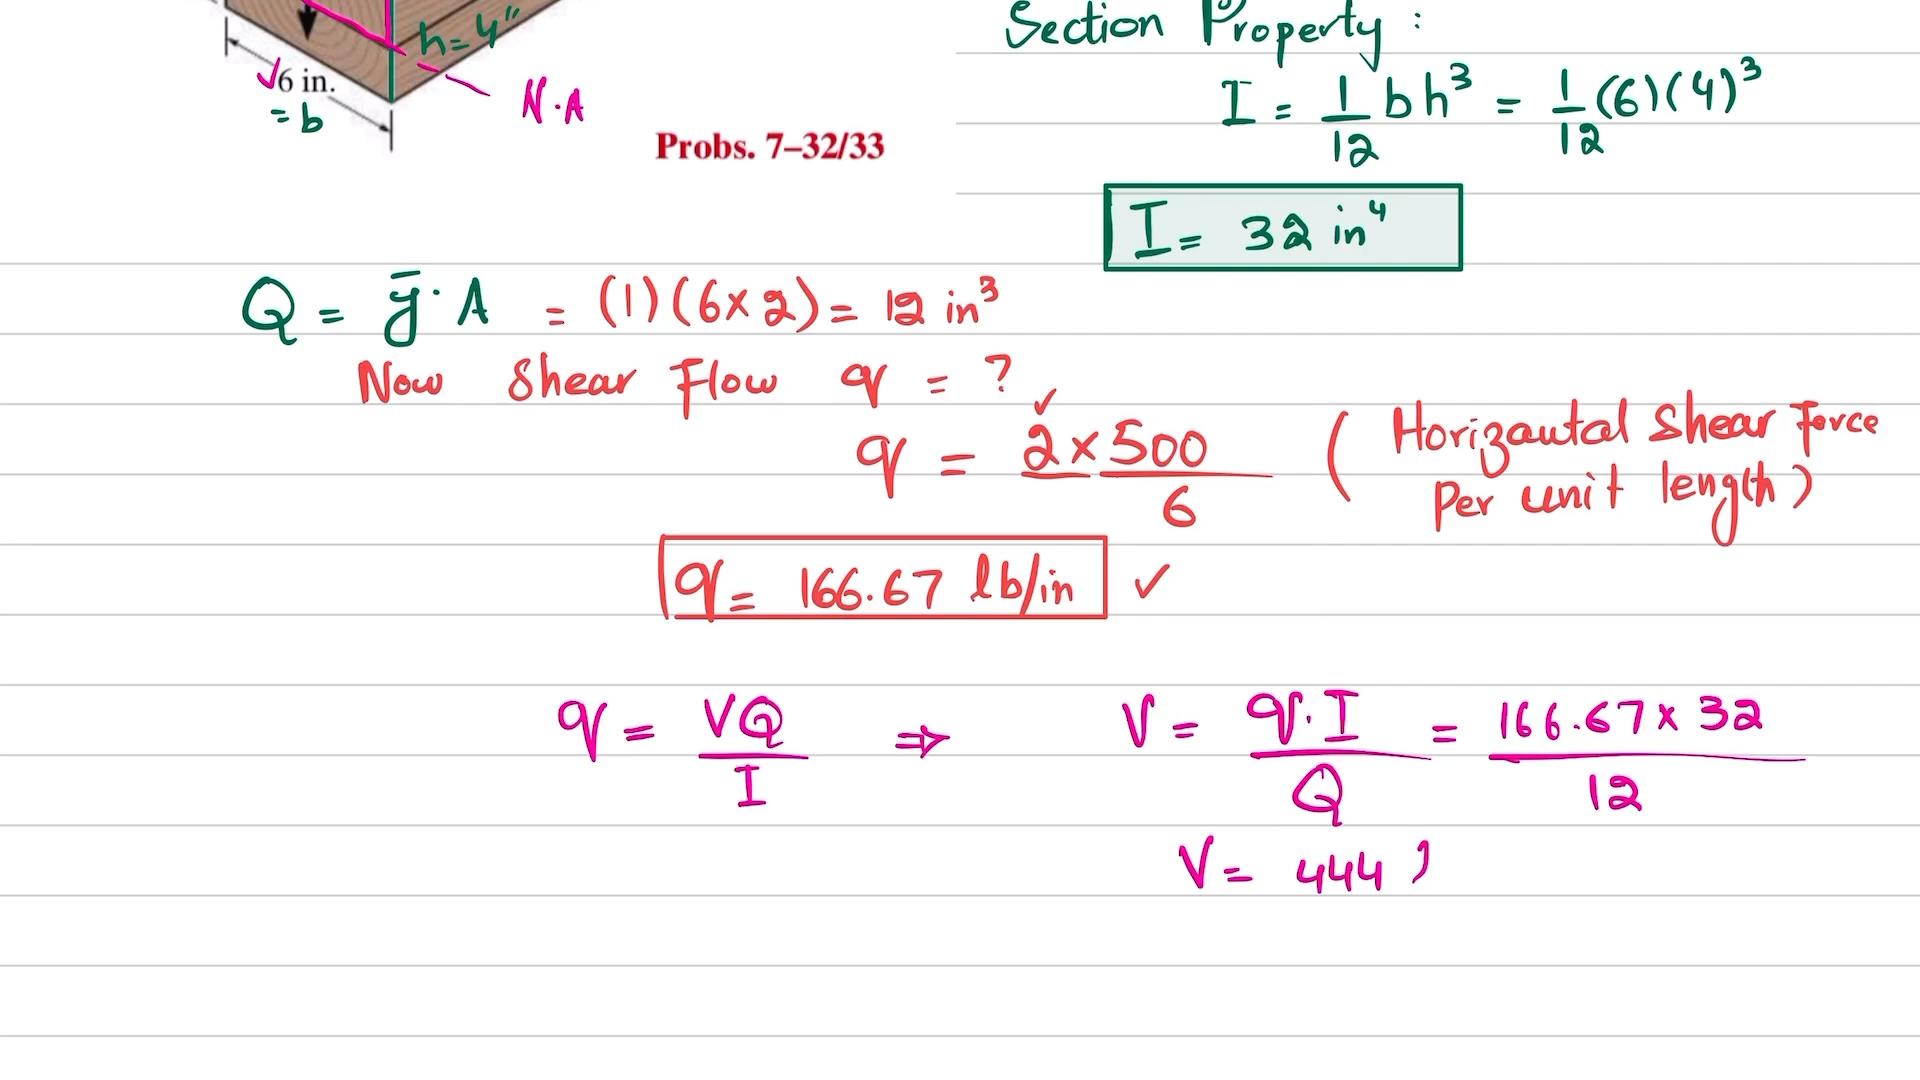 Section Property :
h=4"
√6 in.
= b
N.A
I = 1/12 bh³ = 1/12 (6)(4)³
Probs. 7–32/33
I = 32 in⁴
Q = ȳ·A = (1)(6×2) = 12 in³
Now Shear Flow q = ?
q = 2×500/6 ( Horizautal Shear Force
Per unit length)
q = 166.67 lb/in ✓
q = VQ/I ⇒ V = q.I/Q = 166.67×32/12
V = 444